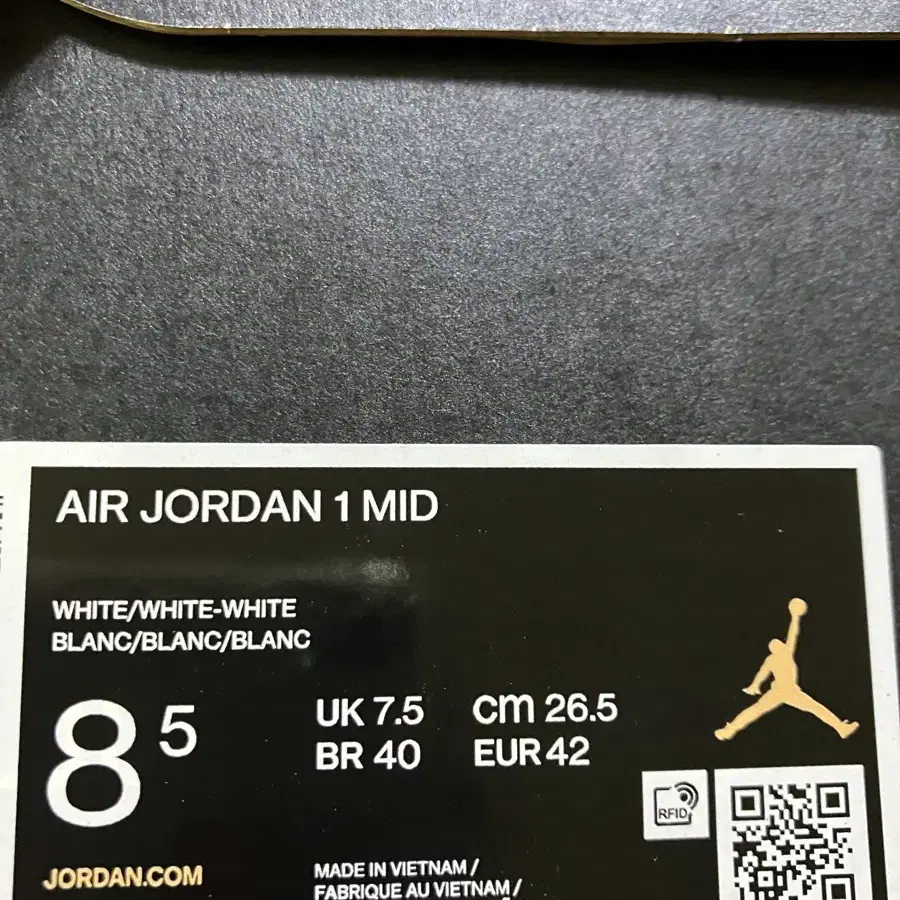 AIR JORDAN 1 MID
WHITE/WHITE-WHITE
BLANC/BLANC/BLANC
8 5
UK 7.5 cm 26.5
BR 40 EUR 42
RFID
JORDAN.COM
MADE IN VIETNAM /
FABRIQUE AU VIETNAM /